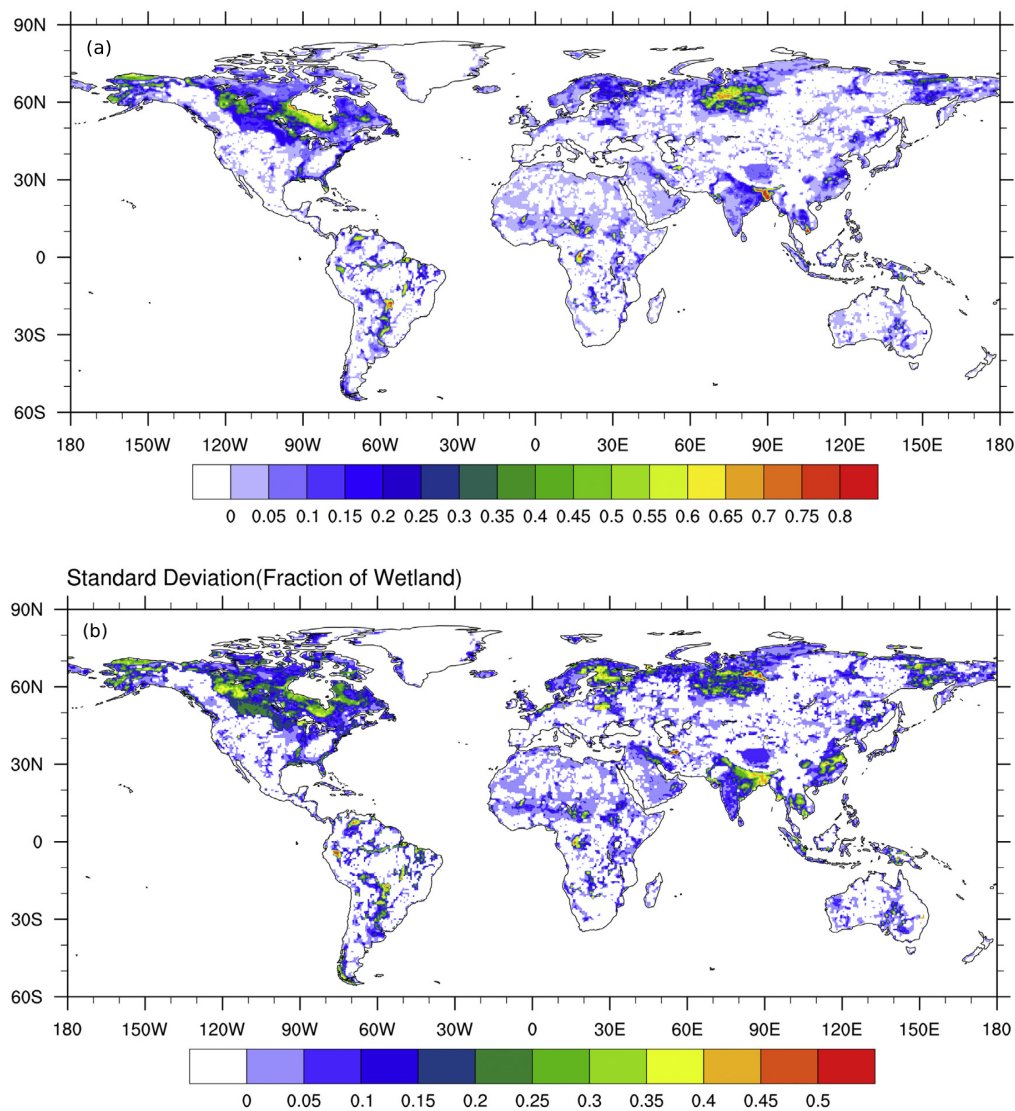 90N
(a)
60N
30N
0
30S
60S
180 150W 120W 90W 60W 30W 0 30E 60E 90E 120E 150E 180
0 0.05 0.1 0.15 0.2 0.25 0.3 0.35 0.4 0.45 0.5 0.55 0.6 0.65 0.7 0.75 0.8
Standard Deviation(Fraction of Wetland)
90N
(b)
60N
30N
0
30S
60S
180 150W 120W 90W 60W 30W 0 30E 60E 90E 120E 150E 180
0 0.05 0.1 0.15 0.2 0.25 0.3 0.35 0.4 0.45 0.5